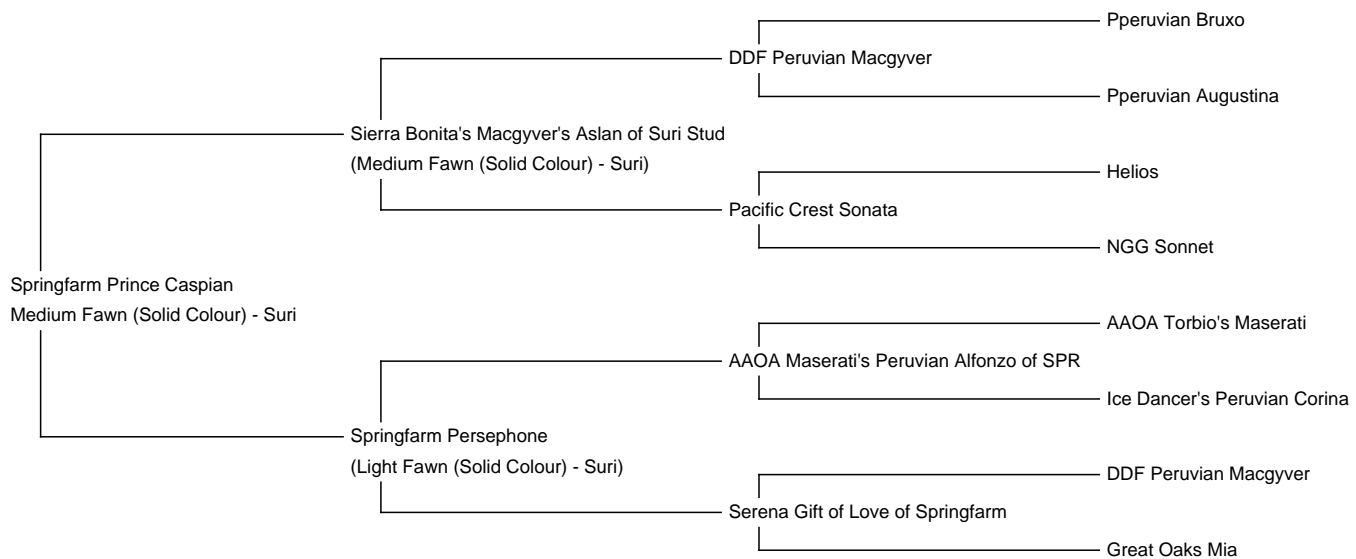 Pperuvian Bruxo
DDF Peruvian Macgyver
Pperuvian Augustina
Sierra Bonita's Macgyver's Aslan of Suri Stud
(Medium Fawn (Solid Colour) - Suri)
Helios
Pacific Crest Sonata
NGG Sonnet
Springfarm Prince Caspian
Medium Fawn (Solid Colour) - Suri
AAOA Torbio's Maserati
AAOA Maserati's Peruvian Alfonzo of SPR
Ice Dancer's Peruvian Corina
Springfarm Persephone
(Light Fawn (Solid Colour) - Suri)
DDF Peruvian Macgyver
Serena Gift of Love of Springfarm
Great Oaks Mia